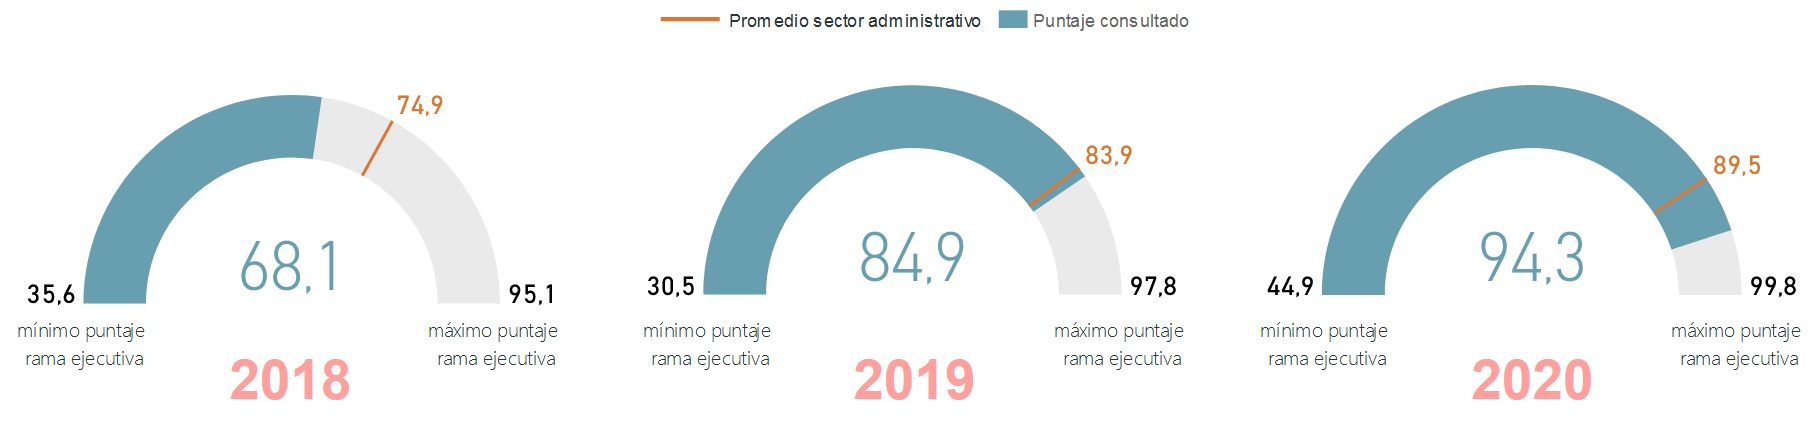 Promedio sector administrativo Puntaje consultado
74,9
68,1
35,6
95,1
mínimo puntaje
rama ejecutiva
máximo puntaje
rama ejecutiva
2018
83,9
84,9
30,5
97,8
mínimo puntaje
rama ejecutiva
máximo puntaje
rama ejecutiva
2019
89,5
94,3
44,9
99,8
mínimo puntaje
rama ejecutiva
máximo puntaje
rama ejecutiva
2020